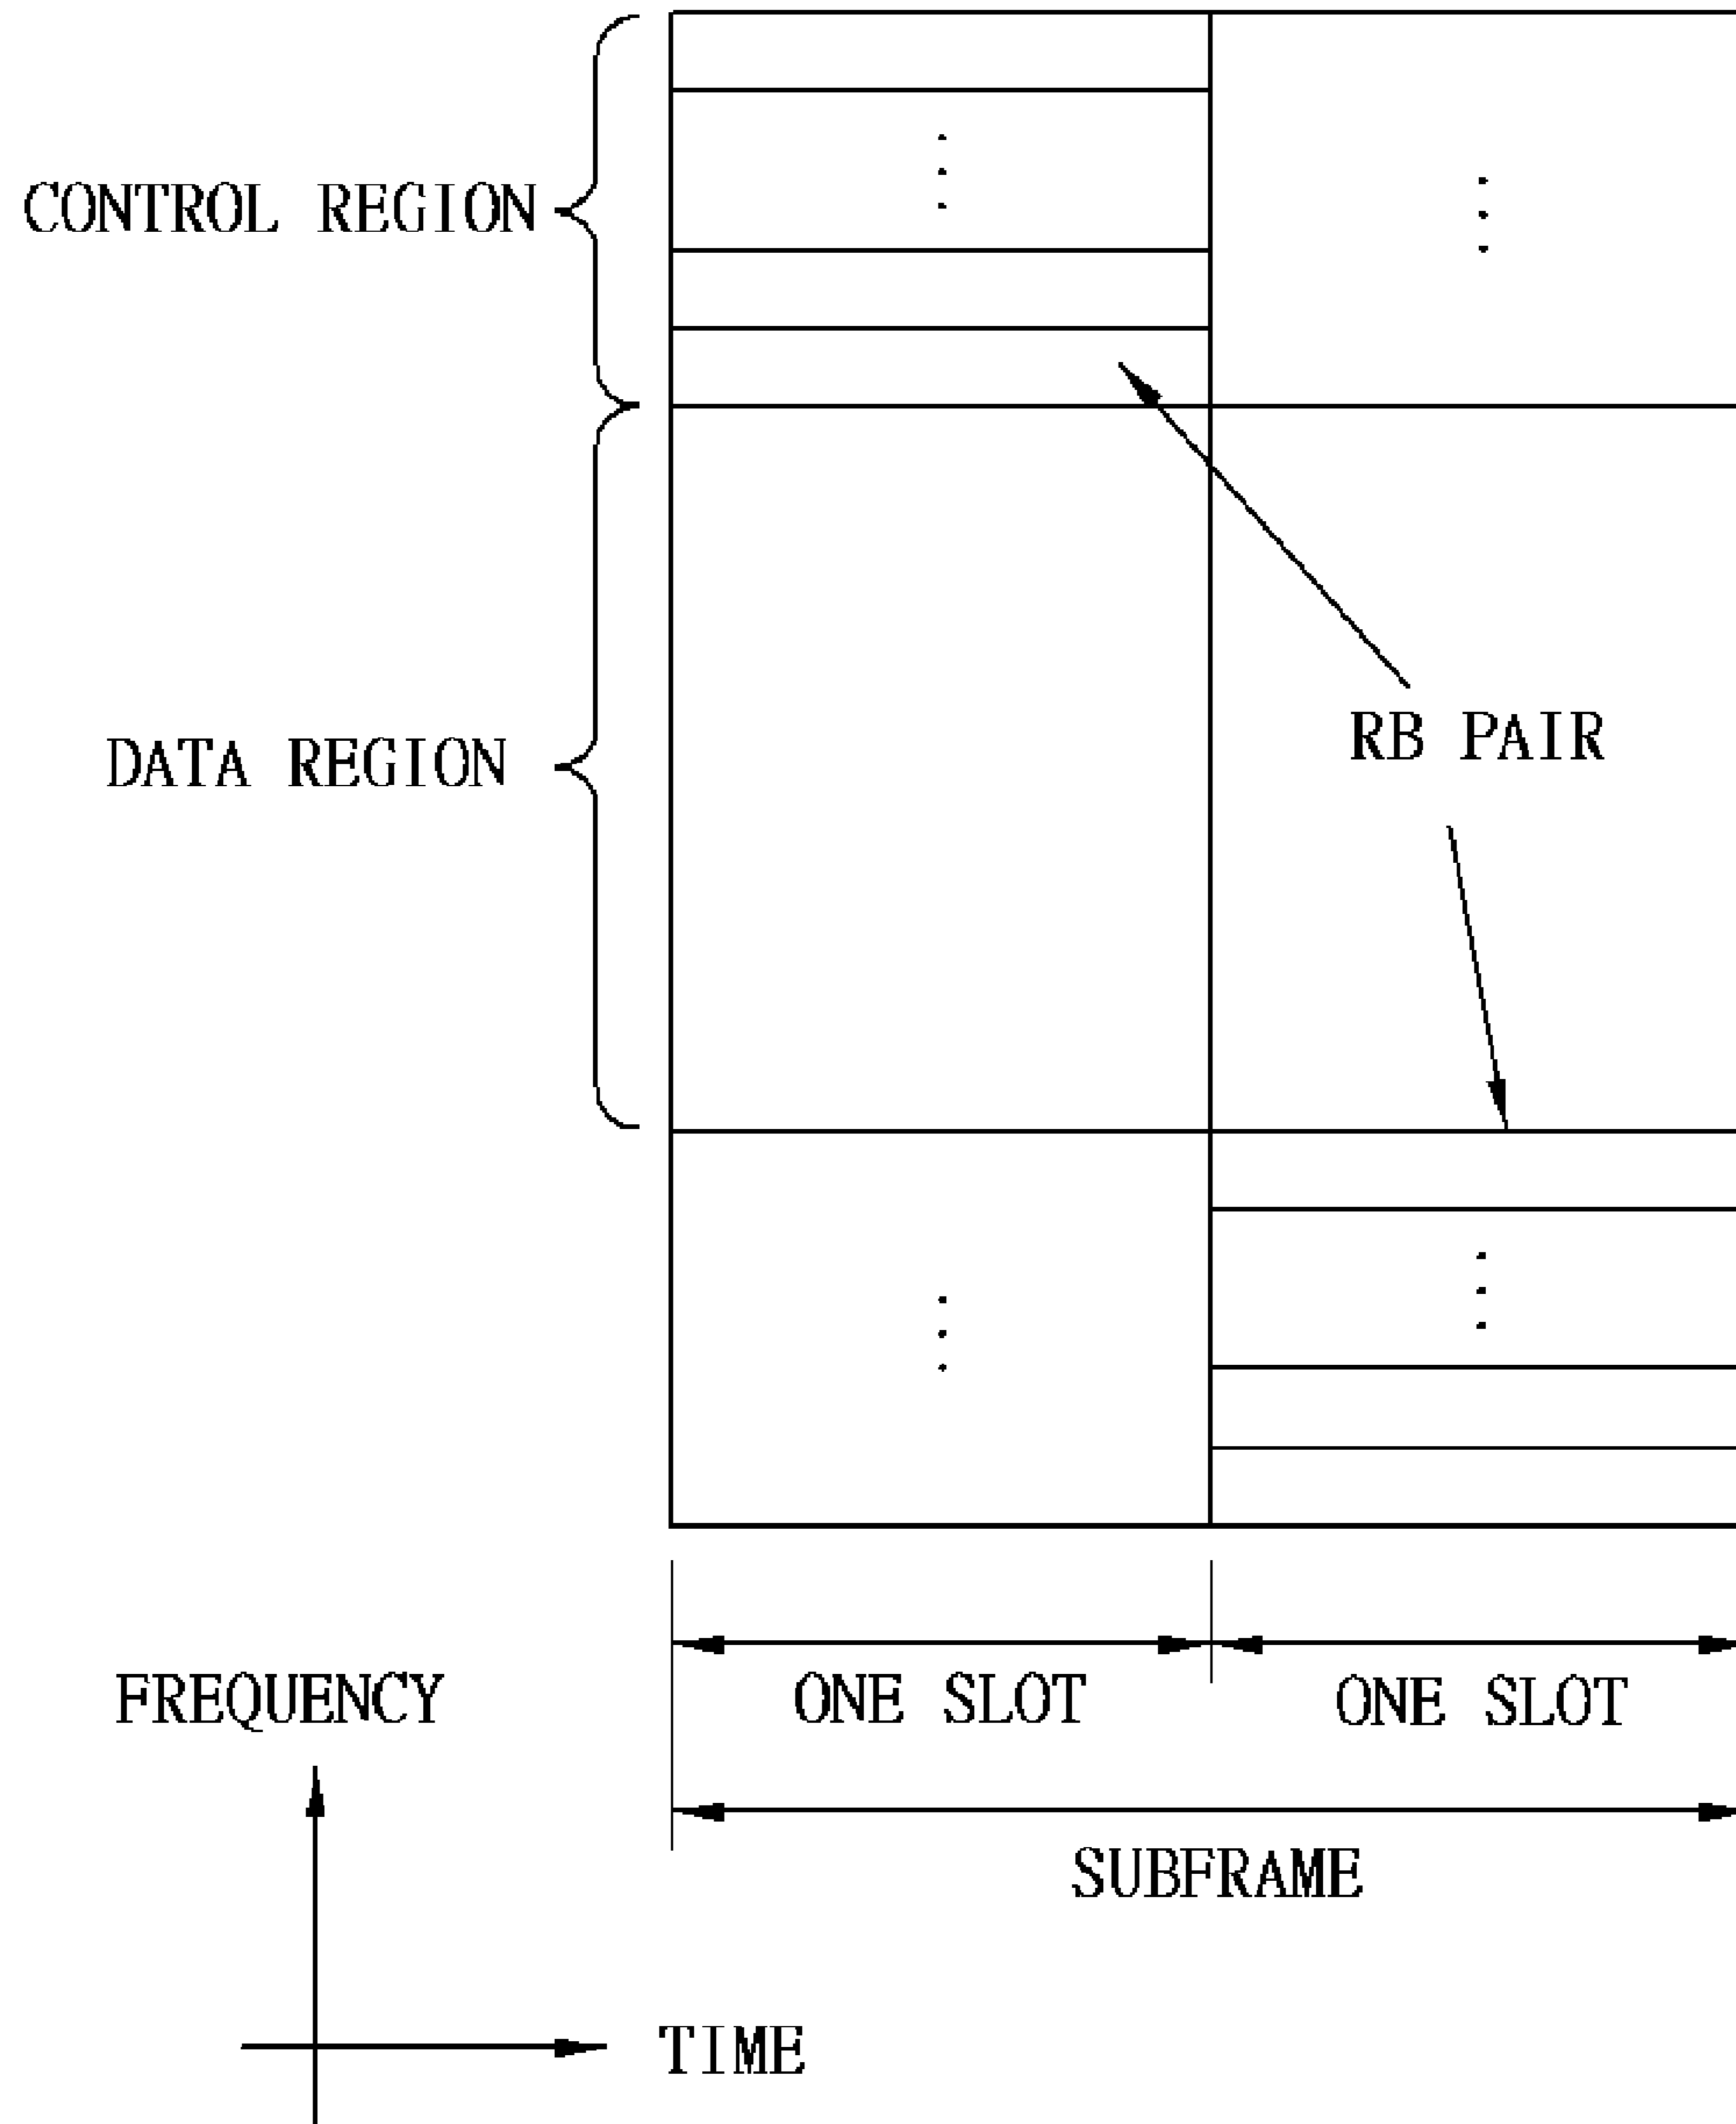 CONTROL REGION
DATA REGION
RB PAIR
FREQUENCY
ONE SLOT
ONE SLOT
SUBFRAME
TIME